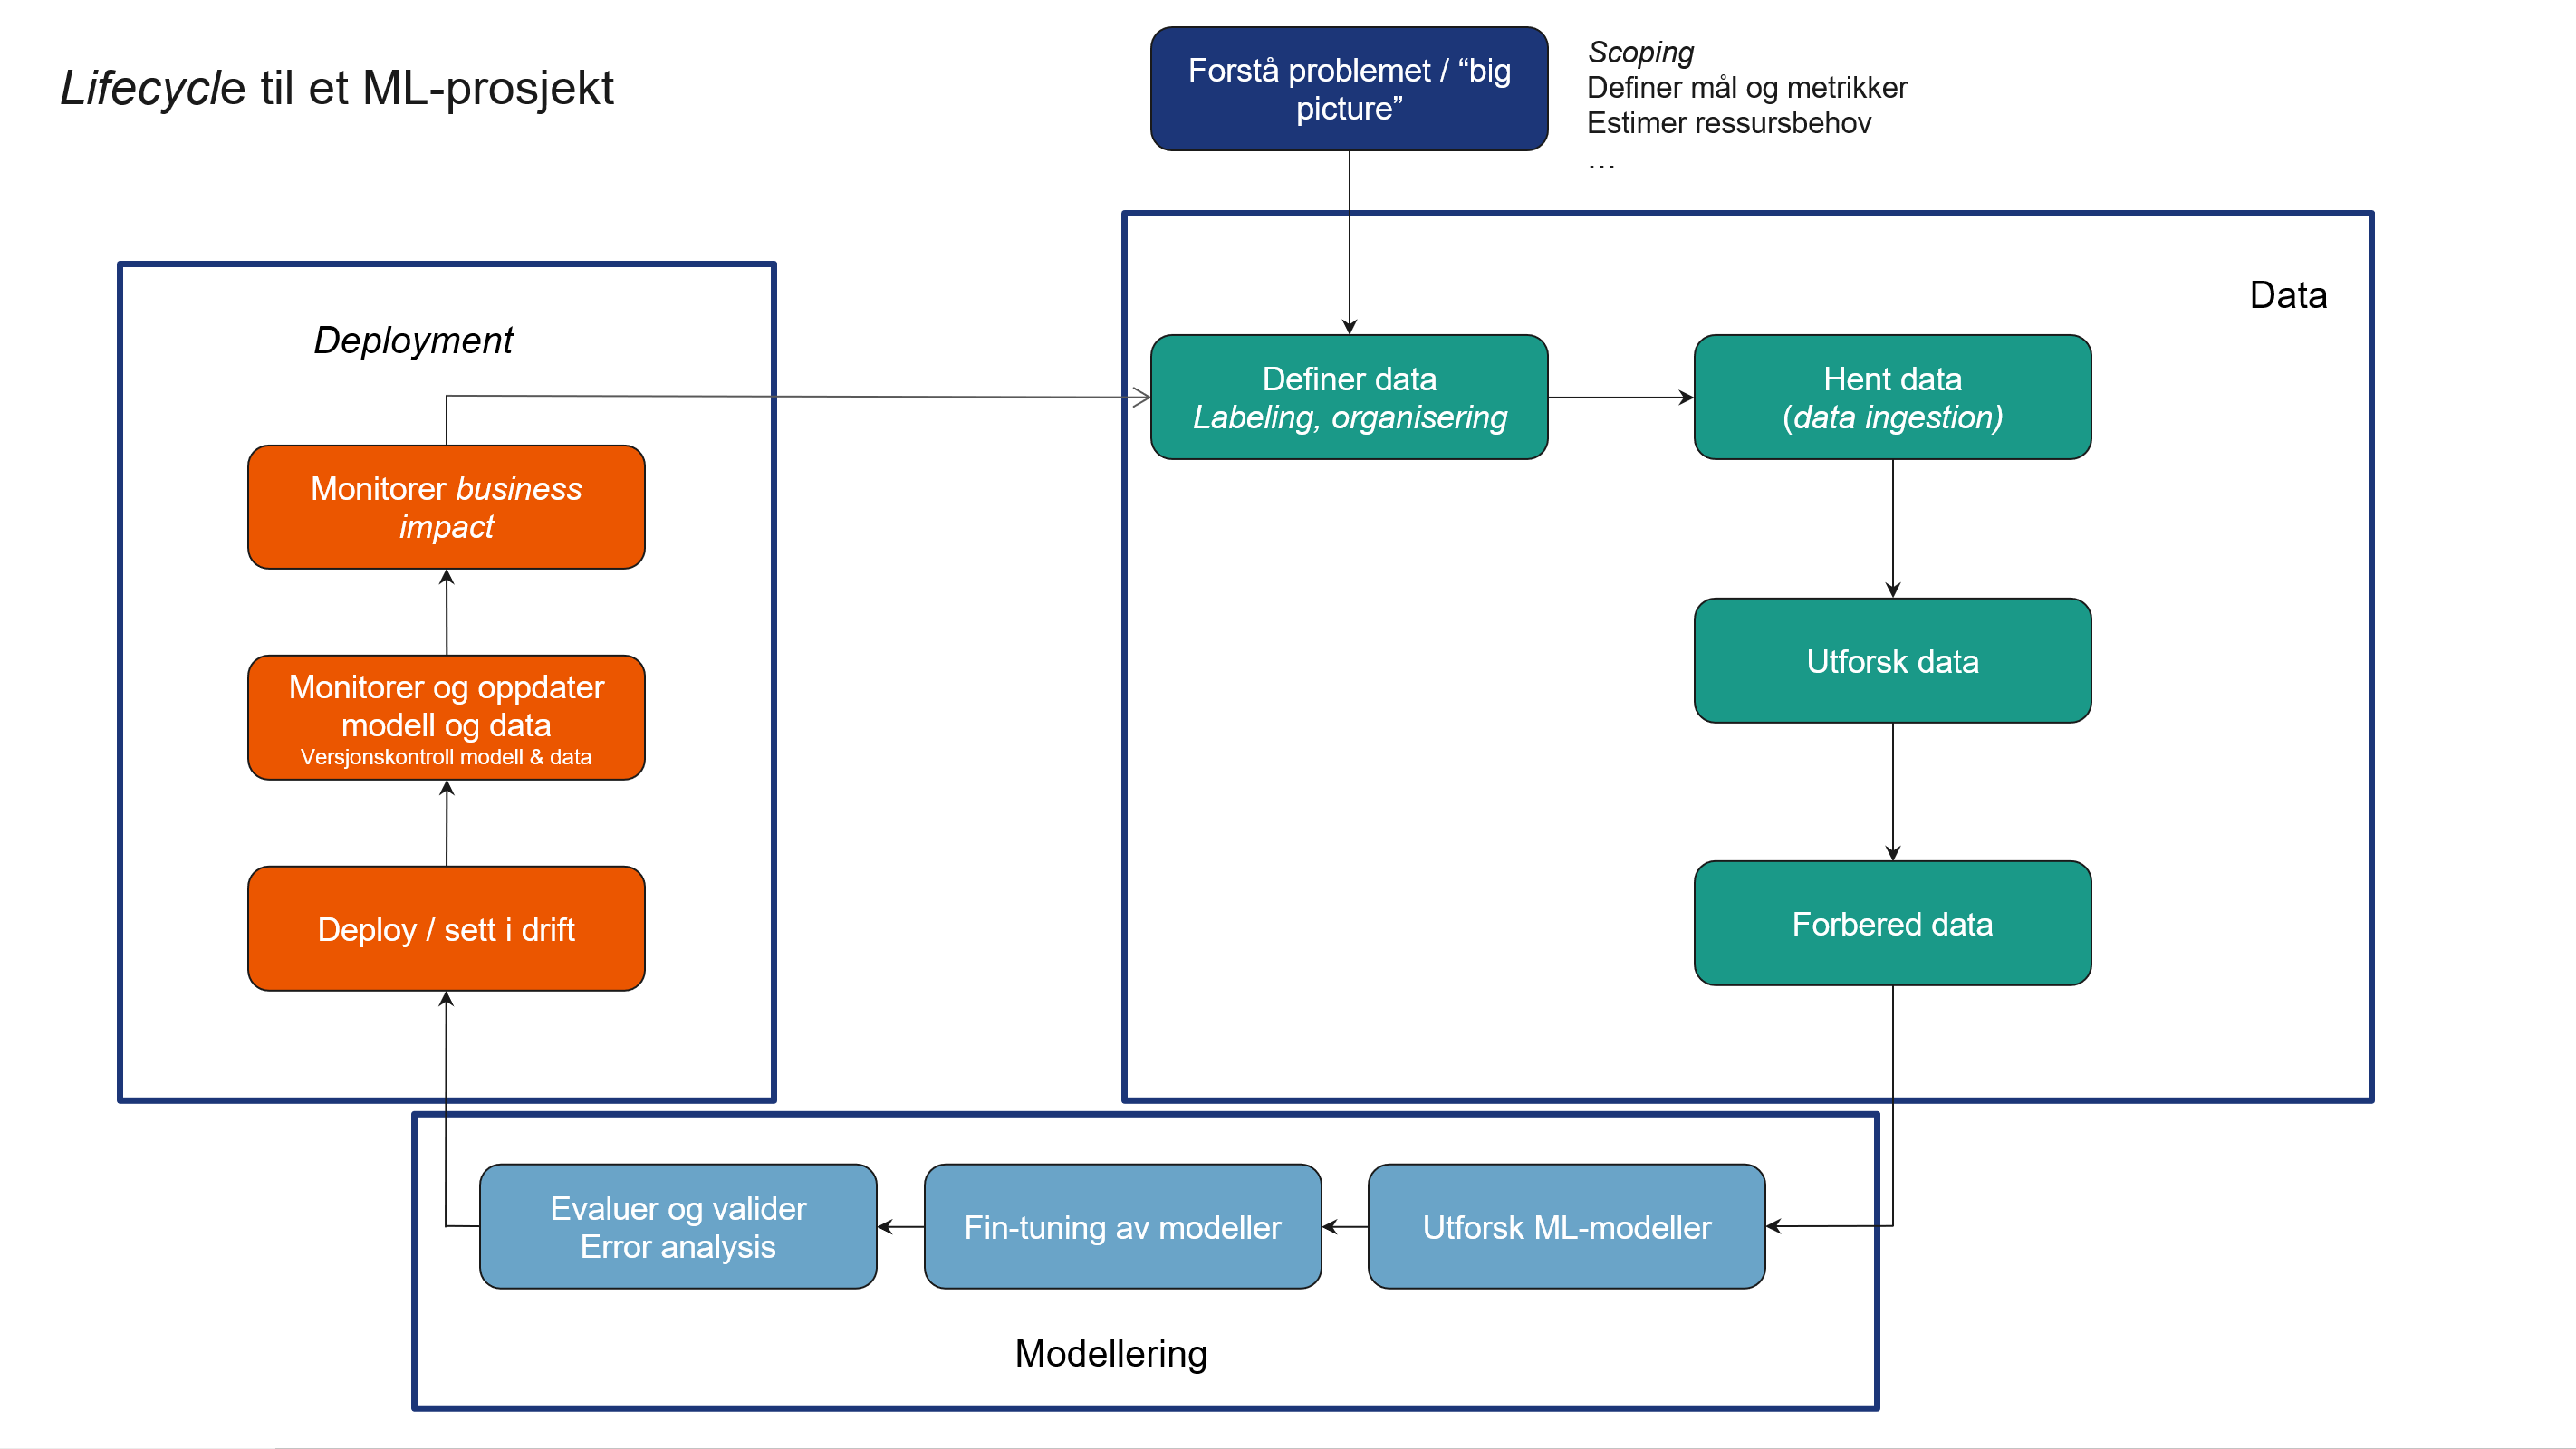 Lifecycle til et ML-prosjekt
Forstå problemet / “big
picture”
Scoping
Definer mål og metrikker
Estimer ressursbehov
…
Data
Definer data
Labeling, organisering
Hent data
(data ingestion)
Utforsk data
Forbered data
Modellering
Utforsk ML-modeller
Fin-tuning av modeller
Evaluer og valider
Error analysis
Deployment
Deploy / sett i drift
Monitorer og oppdater
modell og data
Versjonskontroll modell & data
Monitorer business
impact